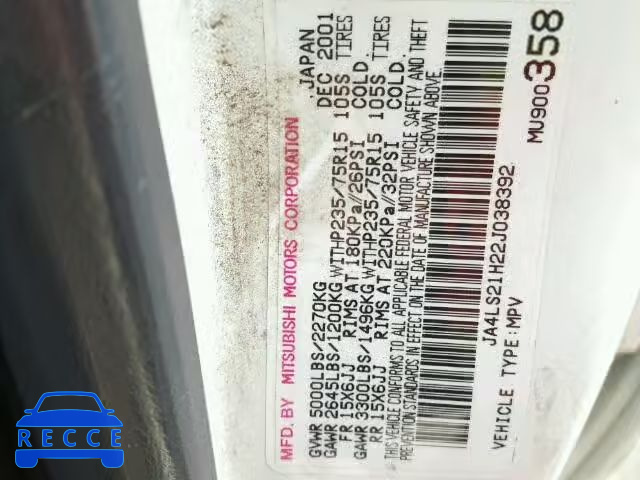 MFD. BY MITSUBISHI MOTORS CORPORATION JAPAN
GVWR 5000LBS/2270KG DEC 2001
GAWR 2645LBS/1200KG WITHP235/75R15 105S TIRES
FR 15X6JJ RIMS AT 180KPa//26PSI COLD
GAWR 3300LBS/1496KG WITHP235/75R15 105S TIRES
RR 15X6JJ RIMS AT 220KPa//32PSI COLD.
THIS VEHICLE CONFORMS TO ALL APPLICABLE FEDERAL MOTOR VEHICLE SAFETY AND THEFT
PREVENTION STANDARDS IN EFFECT ON THE DATE OF MANUFACTURE SHOWN ABOVE.
JA4LS21H22J038392
VEHICLE TYPE:MPV MU900358
RECCE